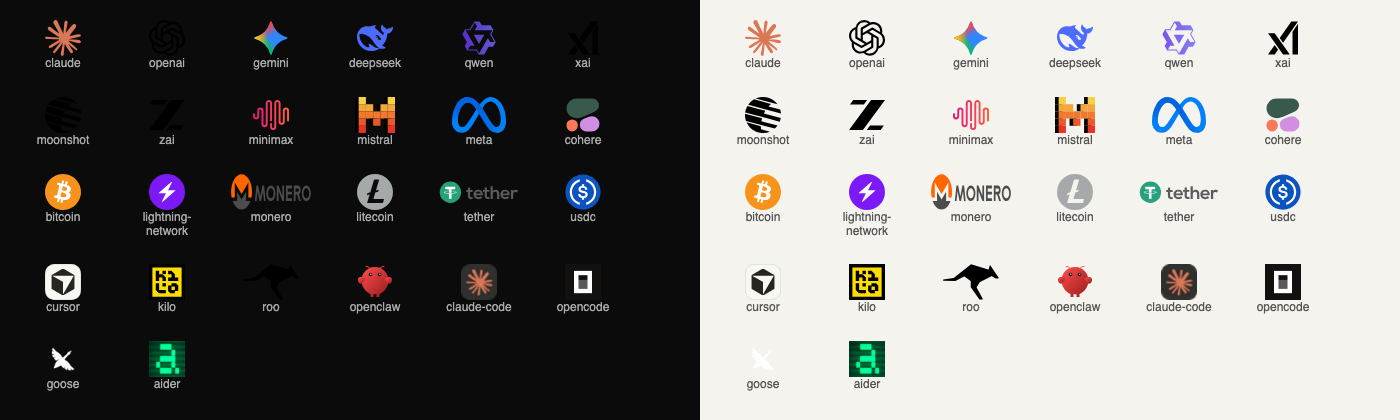 claude openai gemini deepseek qwen xai claude openai gemini deepseek qwen xai
moonshot zai minimax mistral meta cohere moonshot zai minimax mistral meta cohere
MONERO tether MONERO tether
bitcoin lightning- monero litecoin tether usdc bitcoin lightning- monero litecoin tether usdc
network network
KILO KILO
cursor kilo roo openclaw claude-code opencode cursor kilo roo openclaw claude-code opencode
a a
goose aider goose aider